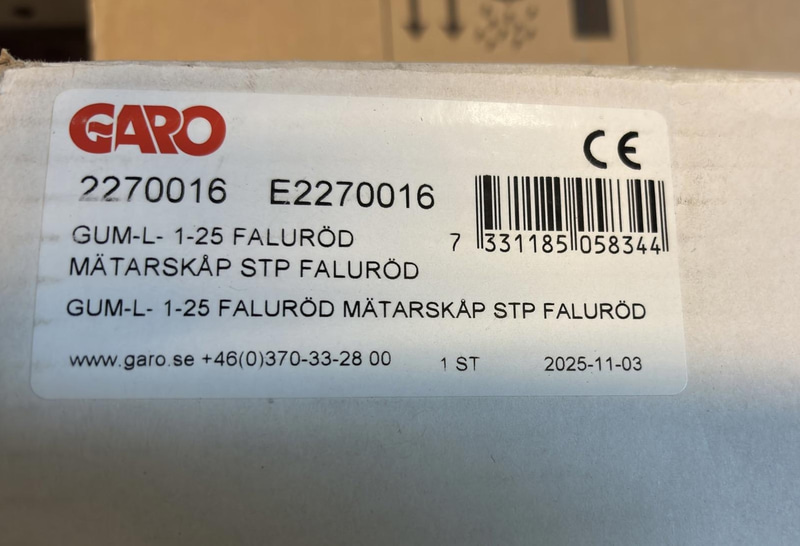 GARO
CE
2270016 E2270016
GUM-L- 1-25 FALURÖD
7 331185 058344
MÄTARSKÅP STP FALURÖD
GUM-L- 1-25 FALURÖD MÄTARSKÅP STP FALURÖD
www.garo.se +46(0)370-33-28 00 1 ST 2025-11-03